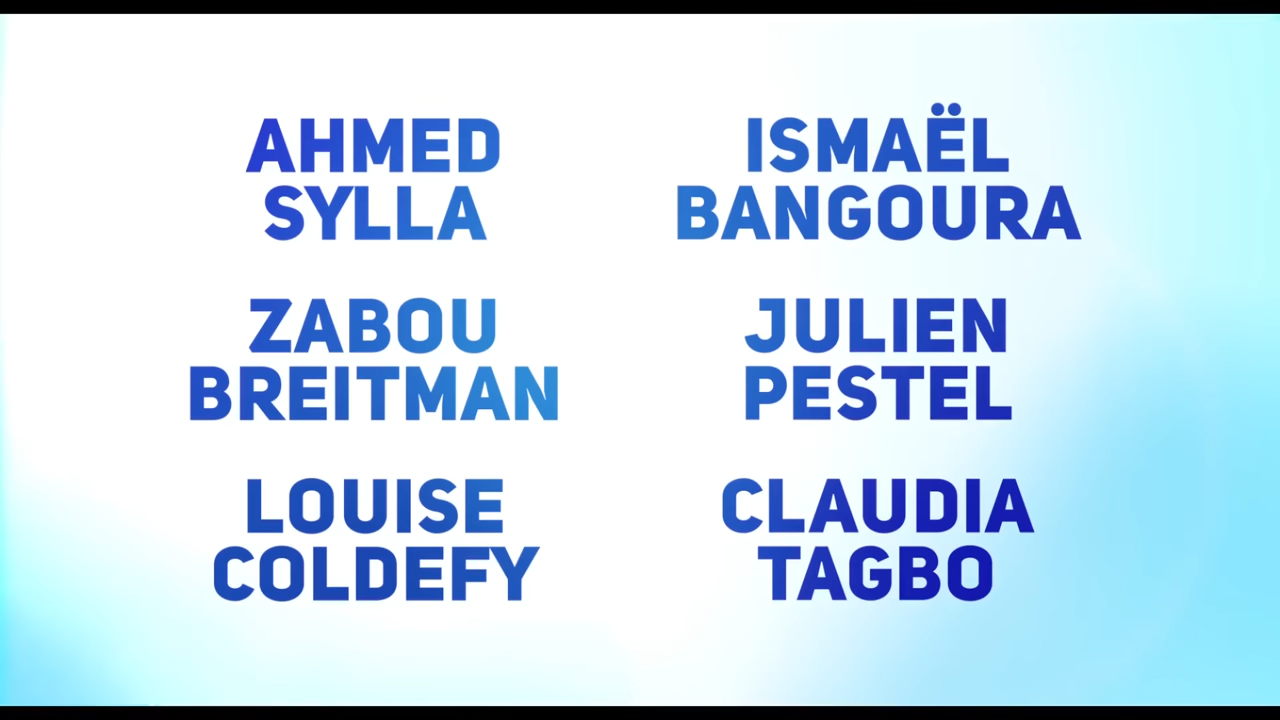 AHMED
SYLLA
ISMAËL
BANGOURA
ZABOU
BREITMAN
JULIEN
PESTEL
LOUISE
COLDEFY
CLAUDIA
TAGBO